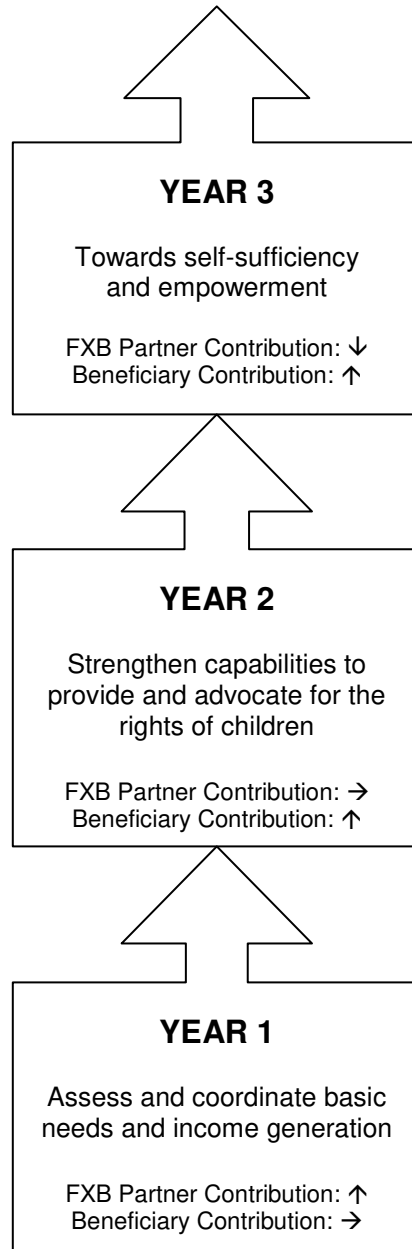 YEAR 3
Towards self-sufficiency
and empowerment
FXB Partner Contribution: ↓
Beneficiary Contribution: ↑
YEAR 2
Strengthen capabilities to
provide and advocate for the
rights of children
FXB Partner Contribution: →
Beneficiary Contribution: ↑
YEAR 1
Assess and coordinate basic
needs and income generation
FXB Partner Contribution: ↑
Beneficiary Contribution: →